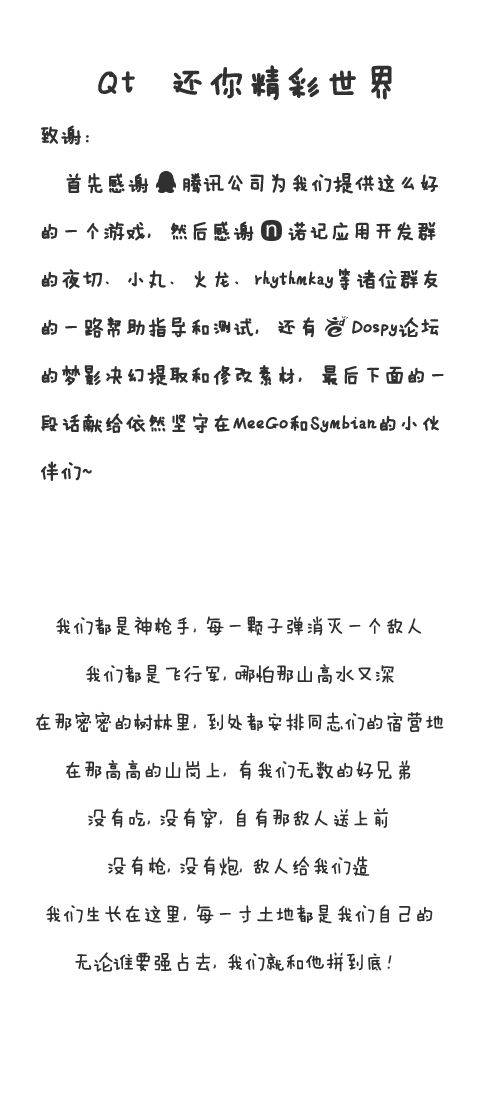 Qt 还你精彩世界
致谢：
首先感谢腾讯公司为我们提供这么好
的一个游戏，然后感谢n诺记应用开发群
的夜切、小丸、火龙、rhythmkay等诸位群友
的一路帮助指导和测试，还有Dospy论坛
的梦影决幻提取和修改素材，最后下面的一
段话献给依然坚守在MeeGo和Symbian的小伙
伴们~
我们都是神枪手,每一颗子弹消灭一个敌人
我们都是飞行军,哪怕那山高水又深
在那密密的树林里,到处都安排同志们的宿营地
在那高高的山岗上,有我们无数的好兄弟
没有吃,没有穿,自有那敌人送上前
没有枪,没有炮,敌人给我们造
我们生长在这里,每一寸土地都是我们自己的
无论谁要强占去,我们就和他拼到底！